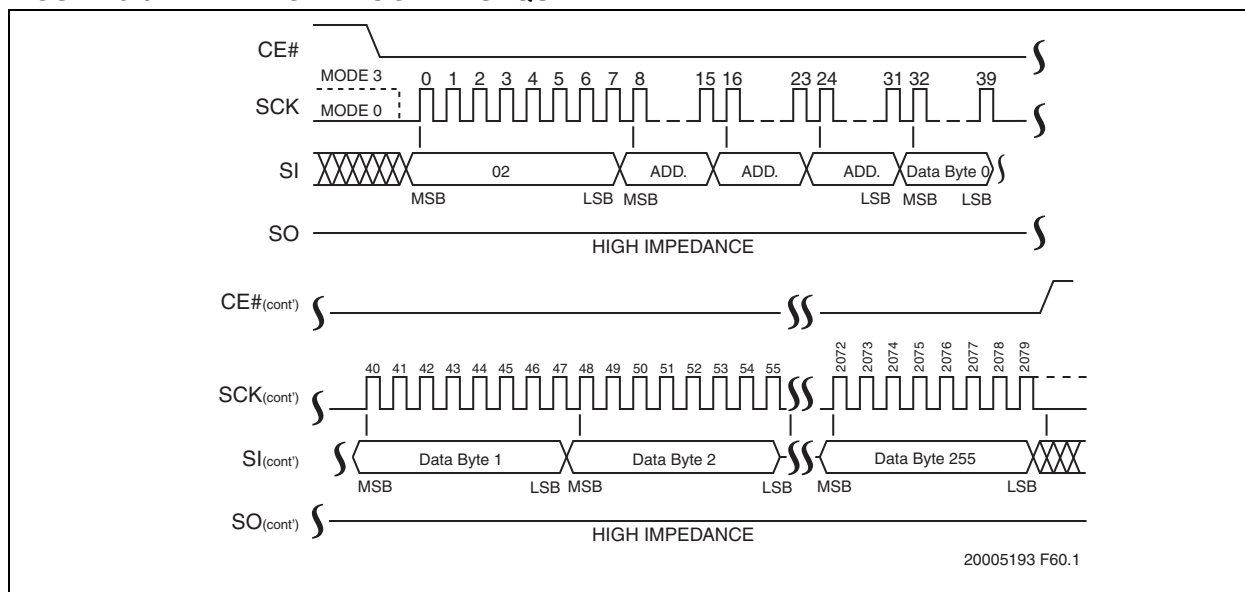 CE#
MODE 3
0 1 2 3 4 5 6 7 8 15 16 23 24 31 32 39
SCK
MODE 0
SI
02 ADD. ADD. ADD. Data Byte 0
MSB LSB MSB LSB MSB LSB
SO
HIGH IMPEDANCE
CE#(cont')
40 41 42 43 44 45 46 47 48 49 50 51 52 53 54 55 2072 2073 2074 2075 2076 2077 2078 2079
SCK(cont')
SI(cont')
Data Byte 1 Data Byte 2 Data Byte 255
MSB LSB MSB LSB MSB LSB
SO(cont')
HIGH IMPEDANCE
20005193 F60.1